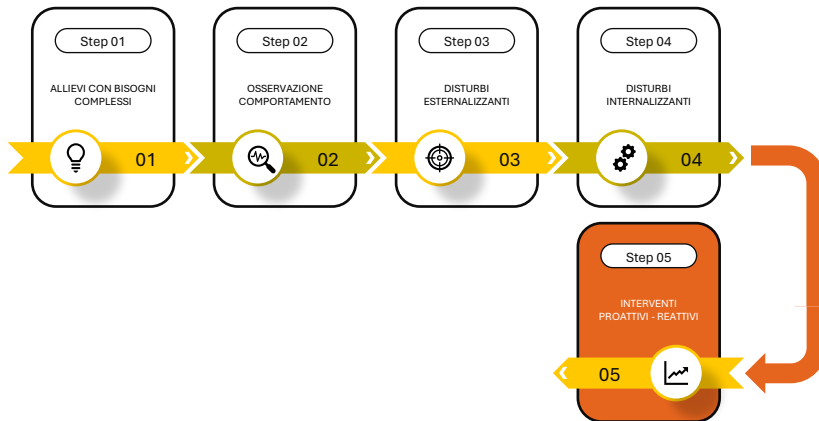 Step 01
ALLIEVI CON BISOGNI
COMPLESSI
01
Step 02
OSSERVAZIONE
COMPORTAMENTO
02
Step 03
DISTURBI
ESTERNALIZZANTI
03
Step 04
DISTURBI
INTERNALIZZANTI
04
Step 05
INTERVENTI
PROATTIVI - REATTIVI
05